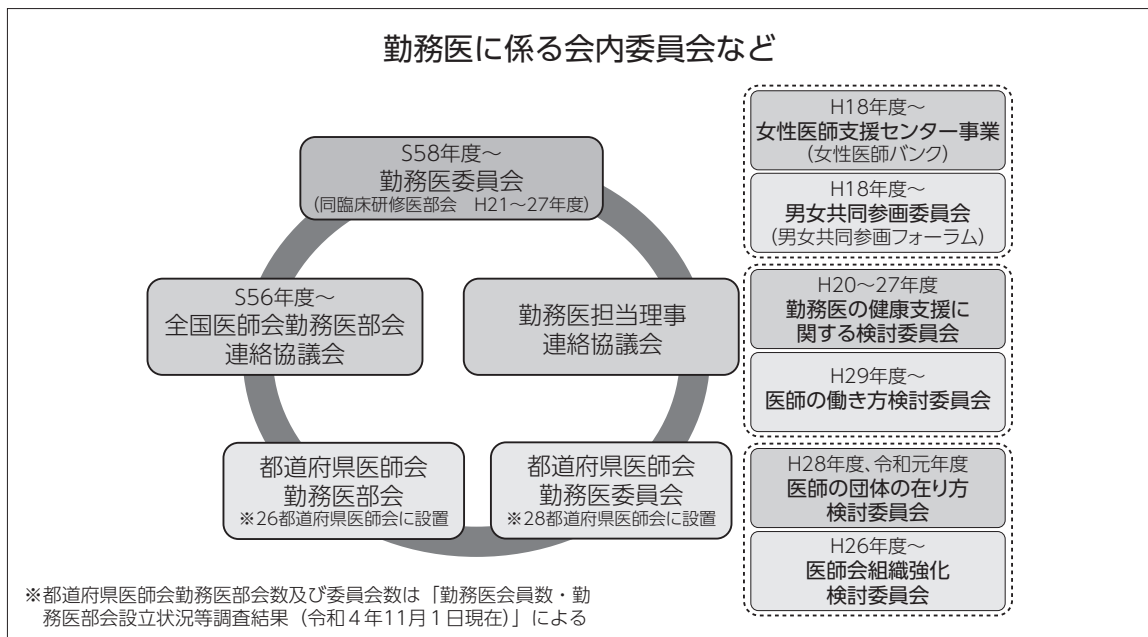 勤務医に係る会内委員会など
S58年度～
勤務医委員会
(同臨床研修医部会　H21～27年度)
S56年度～
全国医師会勤務医部会
連絡協議会
勤務医担当理事
連絡協議会
都道府県医師会
勤務医部会
※26都道府県医師会に設置
都道府県医師会
勤務医委員会
※28都道府県医師会に設置
H18年度～
女性医師支援センター事業
(女性医師バンク)
H18年度～
男女共同参画委員会
(男女共同参画フォーラム)
H20～27年度
勤務医の健康支援に
関する検討委員会
H29年度～
医師の働き方検討委員会
H28年度、令和元年度
医師の団体の在り方
検討委員会
H26年度～
医師会組織強化
検討委員会
※都道府県医師会勤務医部会数及び委員会数は「勤務医会員数・勤
務医部会設立状況等調査結果（令和４年11月１日現在）」による